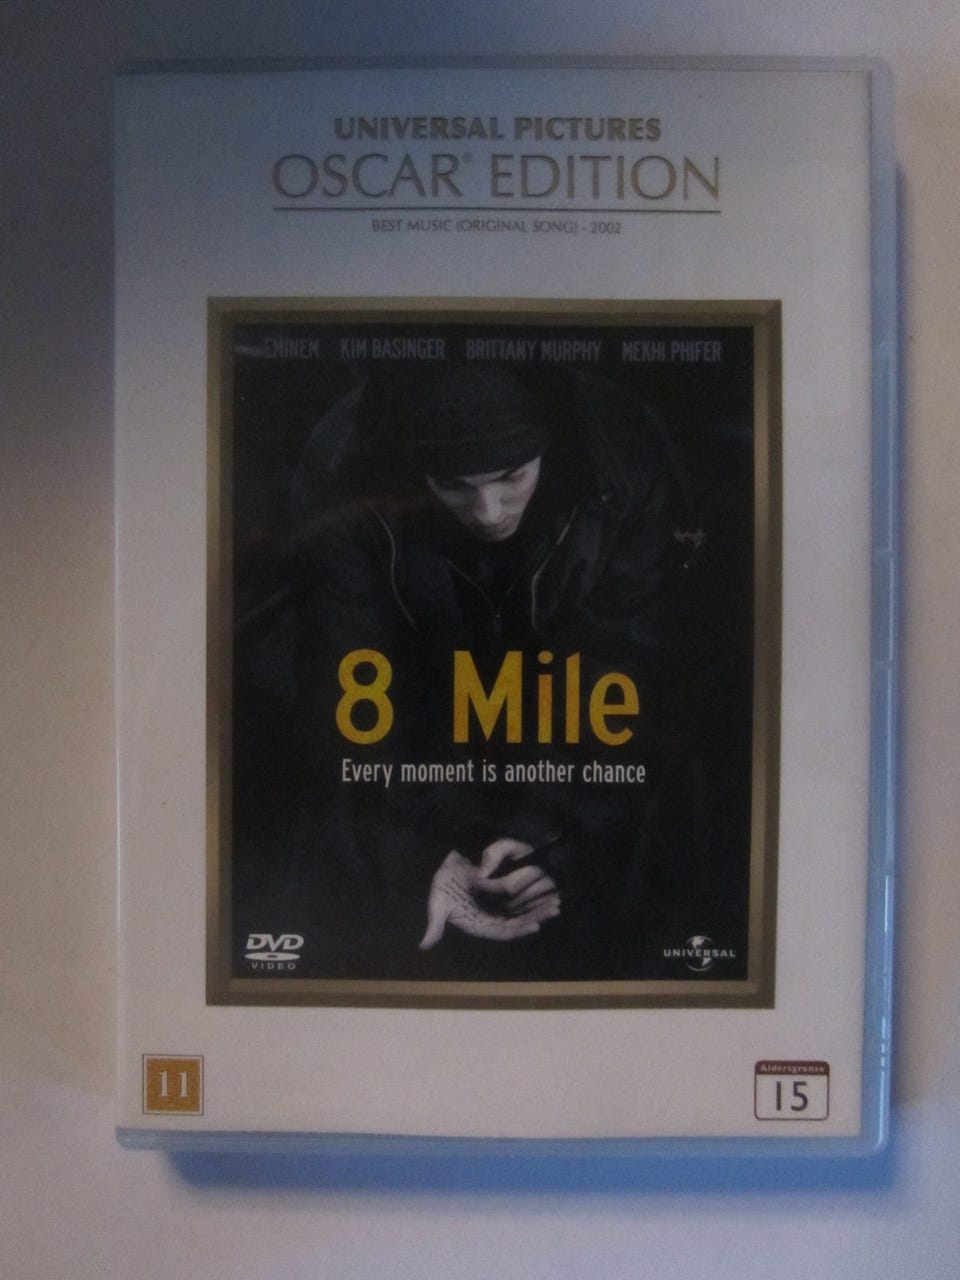 UNIVERSAL PICTURES
OSCAR® EDITION
BEST MUSIC (ORIGINAL SONG) - 2002
EMINEM KIM BASINGER BRITTANY MURPHY MEKHI PHIFER
8 Mile
Every moment is another chance
DVD
VIDEO
UNIVERSAL
11
Aldersgrense
15